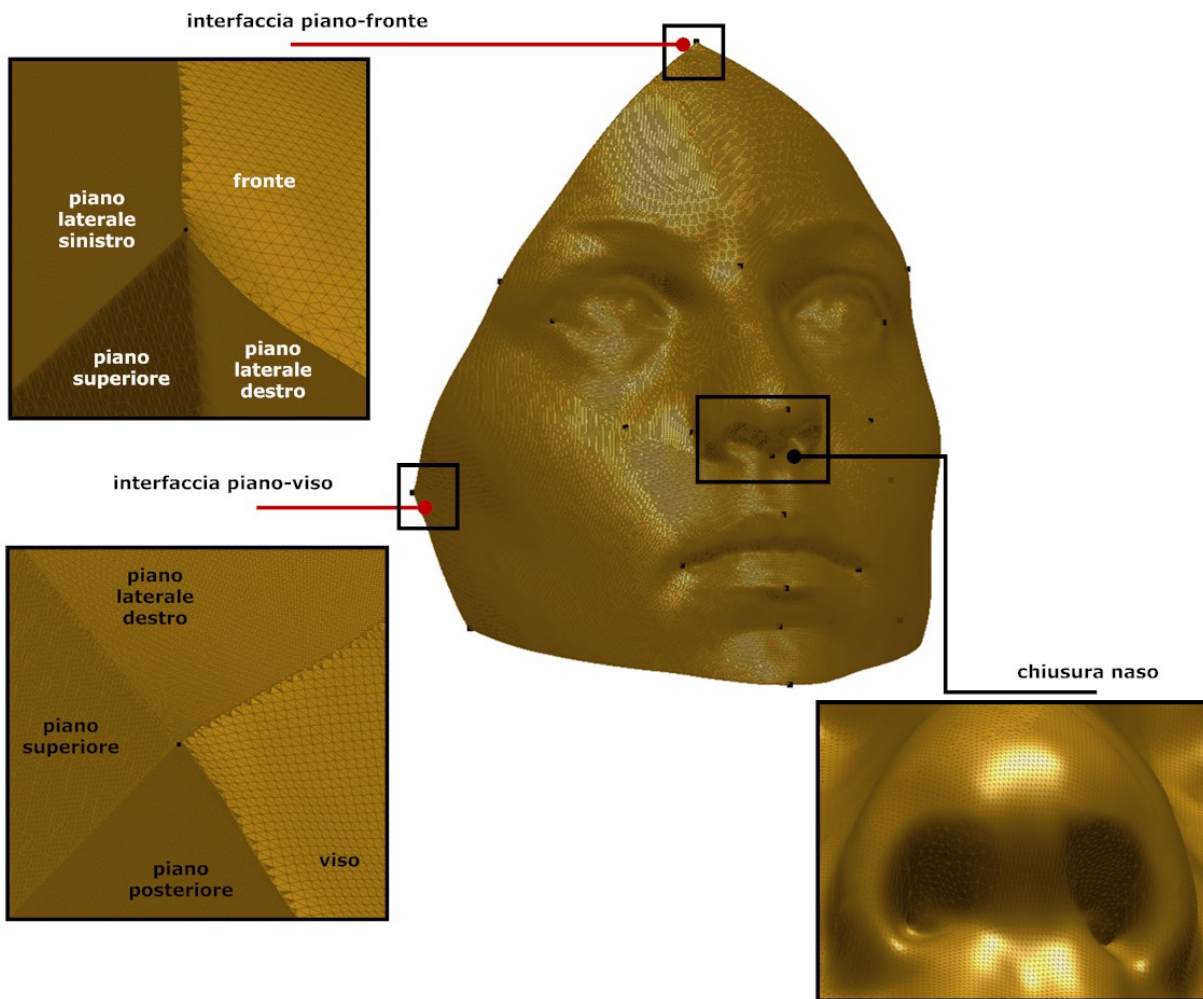 interfaccia piano-fronte
piano
laterale
sinistro
fronte
piano
superiore
piano
laterale
destro
interfaccia piano-viso
piano
laterale
destro
piano
superiore
piano
posteriore
viso
chiusura naso